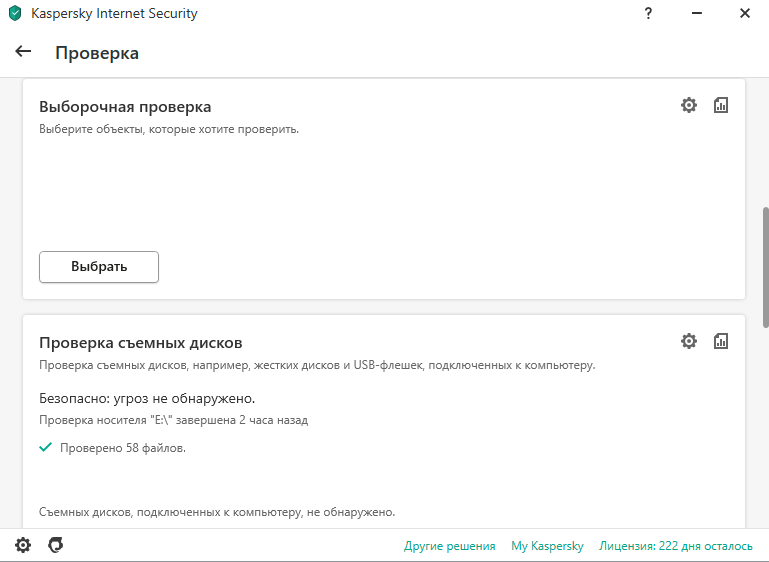 Kaspersky Internet Security
?
Проверка
Выборочная проверка
Выберите объекты, которые хотите проверить.
Выбрать
Проверка съемных дисков
Проверка съемных дисков, например, жестких дисков и USB-флешек, подключенных к компьютеру.
Безопасно: угроз не обнаружено.
Проверка носителя "E:\" завершена 2 часа назад
Проверено 58 файлов.
Съемных дисков, подключенных к компьютеру, не обнаружено.
Другие решения My Kaspersky Лицензия: 222 дня осталось